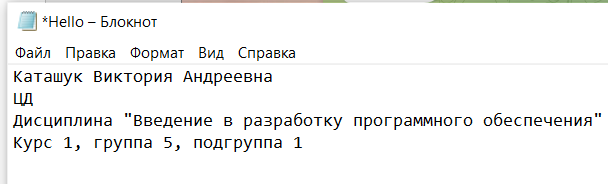 *Hello – Блокнот
Файл Правка Формат Вид Справка
Каташук Виктория Андреевна
ЦД
Дисциплина "Введение в разработку программного обеспечения"
Курс 1, группа 5, подгруппа 1